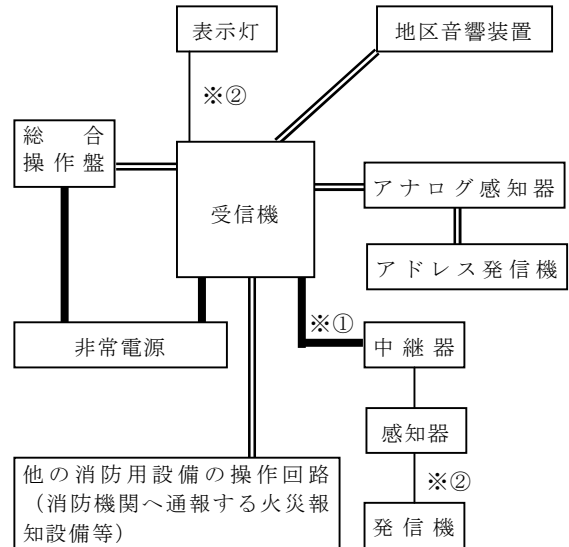 表示灯
地区音響装置
※②
総合
操作盤
受信機
アナログ感知器
アドレス発信機
※①
非常電源
中継器
感知器
※②
他の消防用設備の操作回路
（消防機関へ通報する火災報
知設備等）
発信機